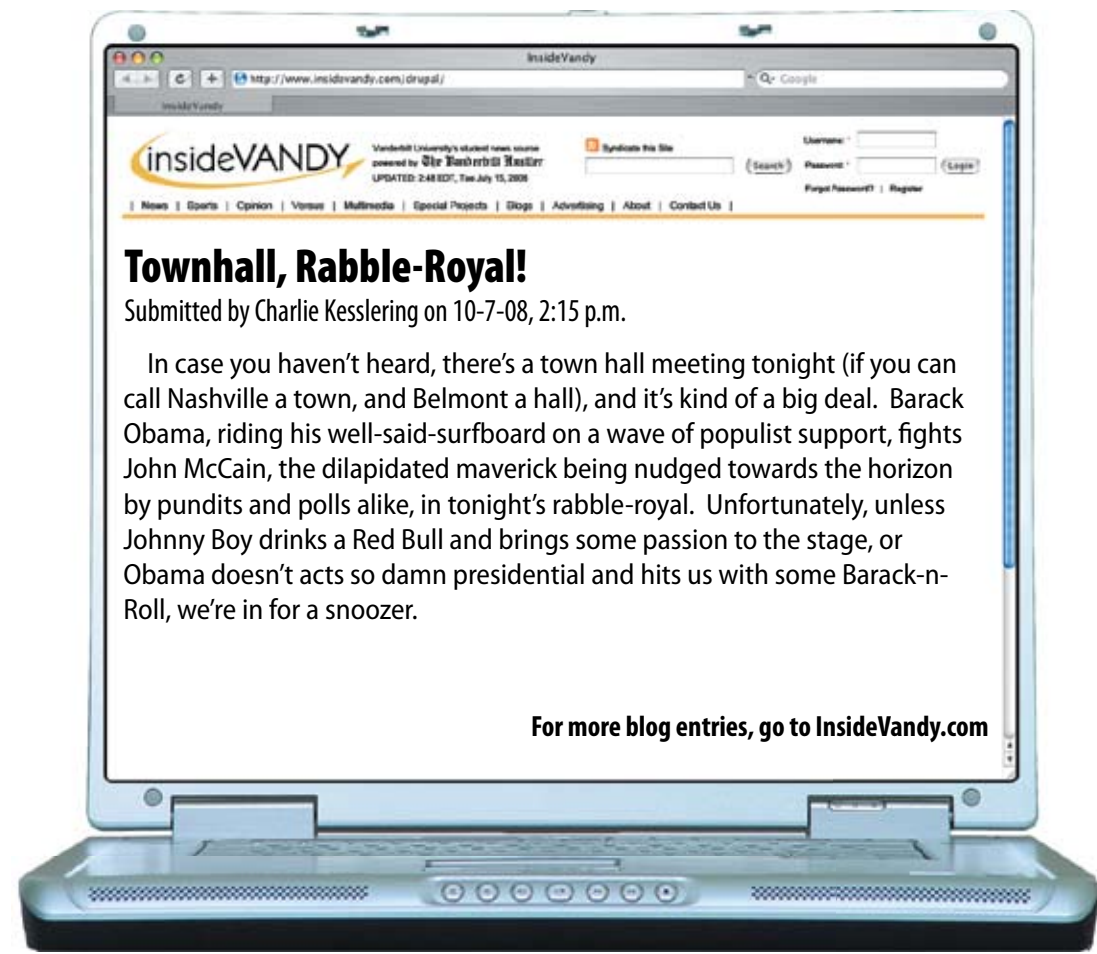 InsideVandy
http://www.insidevandy.com/drupal/
Google
InsideVandy
insideVANDY
Vanderbilt University's student news source
powered by The Vanderbilt Hustler
UPDATED: 2:48 EDT, Tue July 15, 2008
Syndicate this Site
Search
Username: *
Password: *
Login
Forgot Password? | Register
| News | Sports | Opinion | Versus | Multimedia | Special Projects | Blogs | Advertising | About | Contact Us |
Townhall, Rabble-Royal!
Submitted by Charlie Kesslering on 10-7-08, 2:15 p.m.
In case you haven't heard, there's a town hall meeting tonight (if you can
call Nashville a town, and Belmont a hall), and it's kind of a big deal.  Barack
Obama, riding his well-said-surfboard on a wave of populist support, fights
John McCain, the dilapidated maverick being nudged towards the horizon
by pundits and polls alike, in tonight's rabble-royal.  Unfortunately, unless
Johnny Boy drinks a Red Bull and brings some passion to the stage, or
Obama doesn't acts so damn presidential and hits us with some Barack-n-
Roll, we're in for a snoozer.
For more blog entries, go to InsideVandy.com